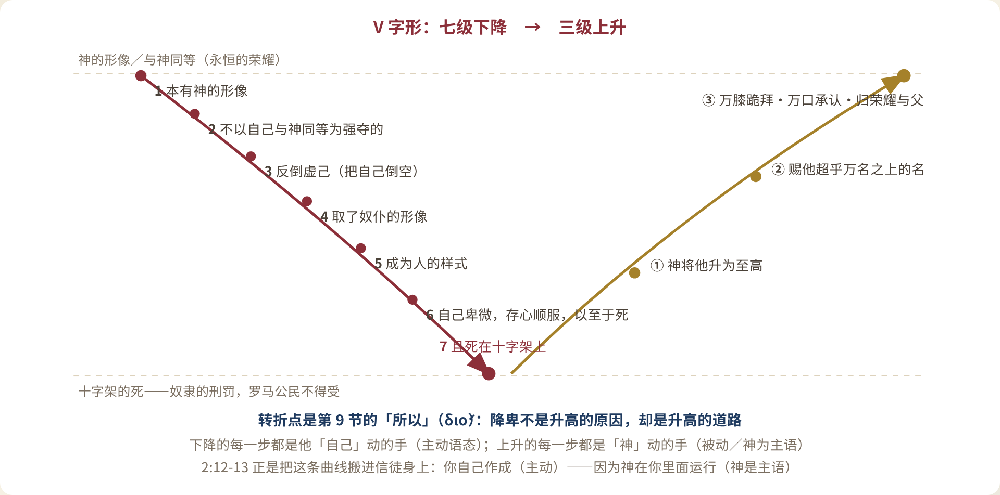 V 字形：七级下降 → 三级上升
神的形像／与神同等（永恒的荣耀）
1 本有神的形像
2 不以自己与神同等为强夺的
3 反倒虚己（把自己倒空）
4 取了奴仆的形像
5 成为人的样式
6 自己卑微，存心顺服，以至于死
7 且死在十字架上
③ 万膝跪拜・万口承认・归荣耀与父
② 赐他超乎万名之上的名
① 神将他升为至高
十字架的死——奴隶的刑罚，罗马公民不得受
转折点是第 9 节的「所以」（διὸ）：降卑不是升高的原因，却是升高的道路
下降的每一步都是他「自己」动的手（主动语态）；上升的每一步都是「神」动的手（被动／神为主语）
2:12-13 正是把这条曲线搬进信徒身上：你自己作成（主动）——因为神在你里面运行（神是主语）